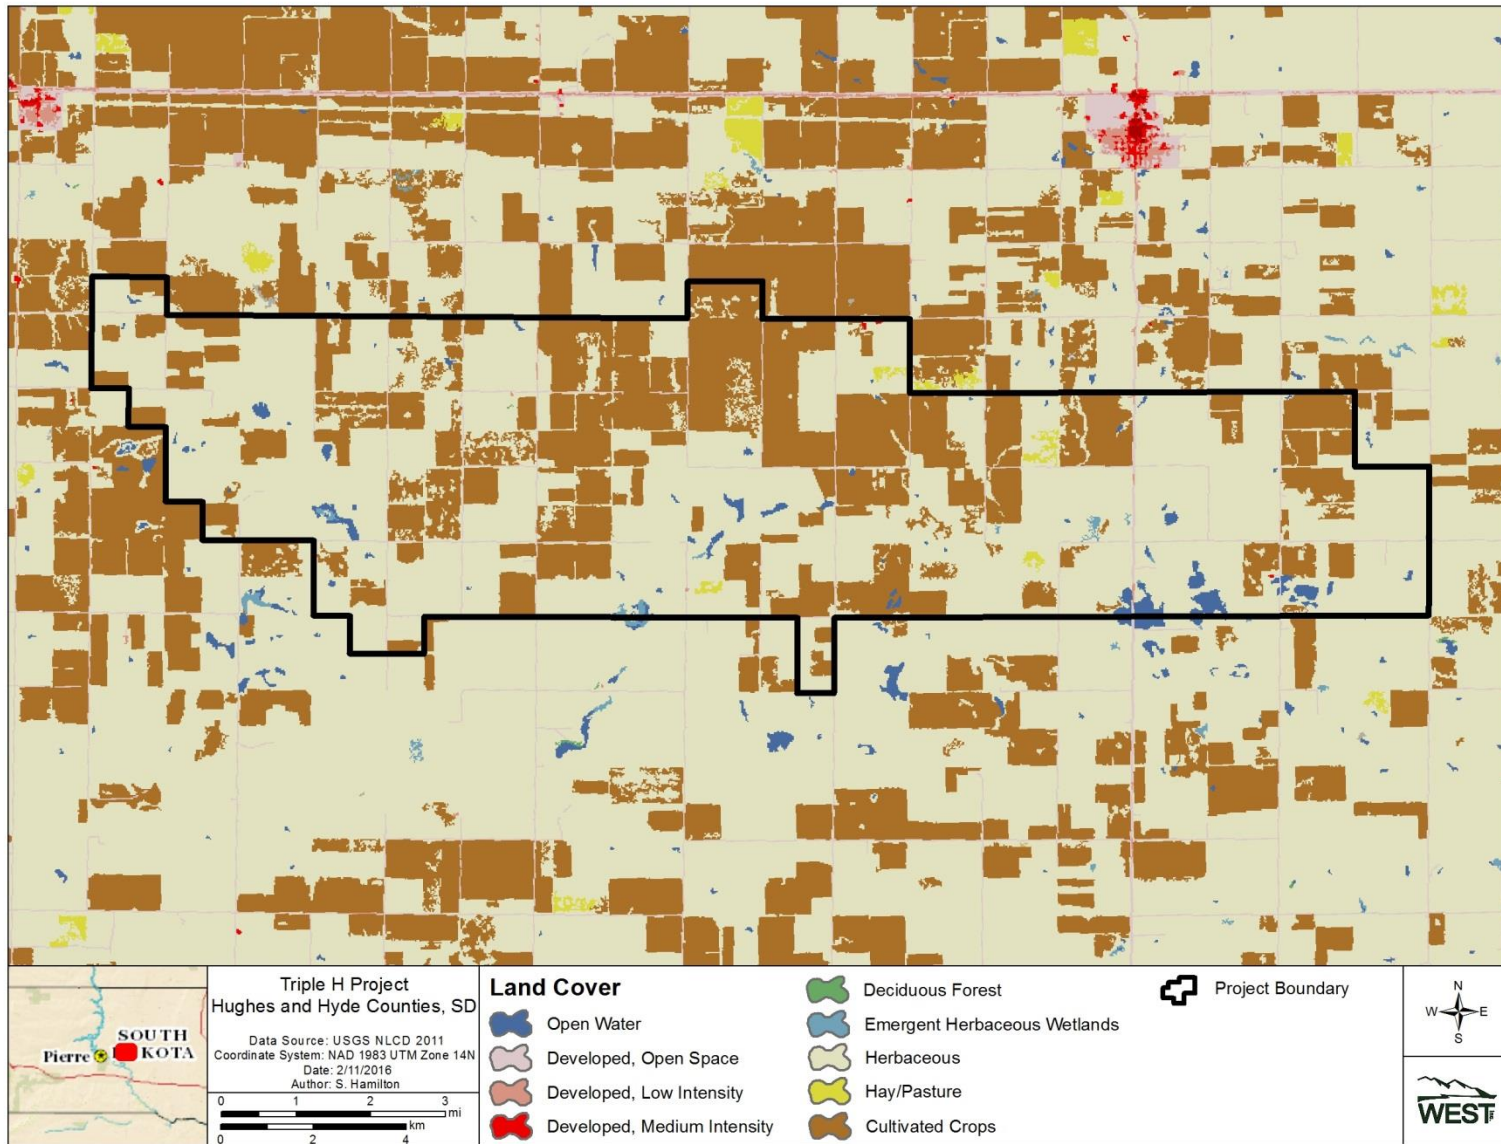 SOUTH
Pierre
KOTA
Triple H Project
Hughes and Hyde Counties, SD
Data Source: USGS NLCD 2011
Coordinate System: NAD 1983 UTM Zone 14N
Date: 2/11/2016
Author: S. Hamilton
0 1 2 3
mi
km
0 2 4
Land Cover
Open Water
Developed, Open Space
Developed, Low Intensity
Developed, Medium Intensity
Deciduous Forest
Emergent Herbaceous Wetlands
Herbaceous
Hay/Pasture
Cultivated Crops
Project Boundary
N
W E
S
WEST Inc.